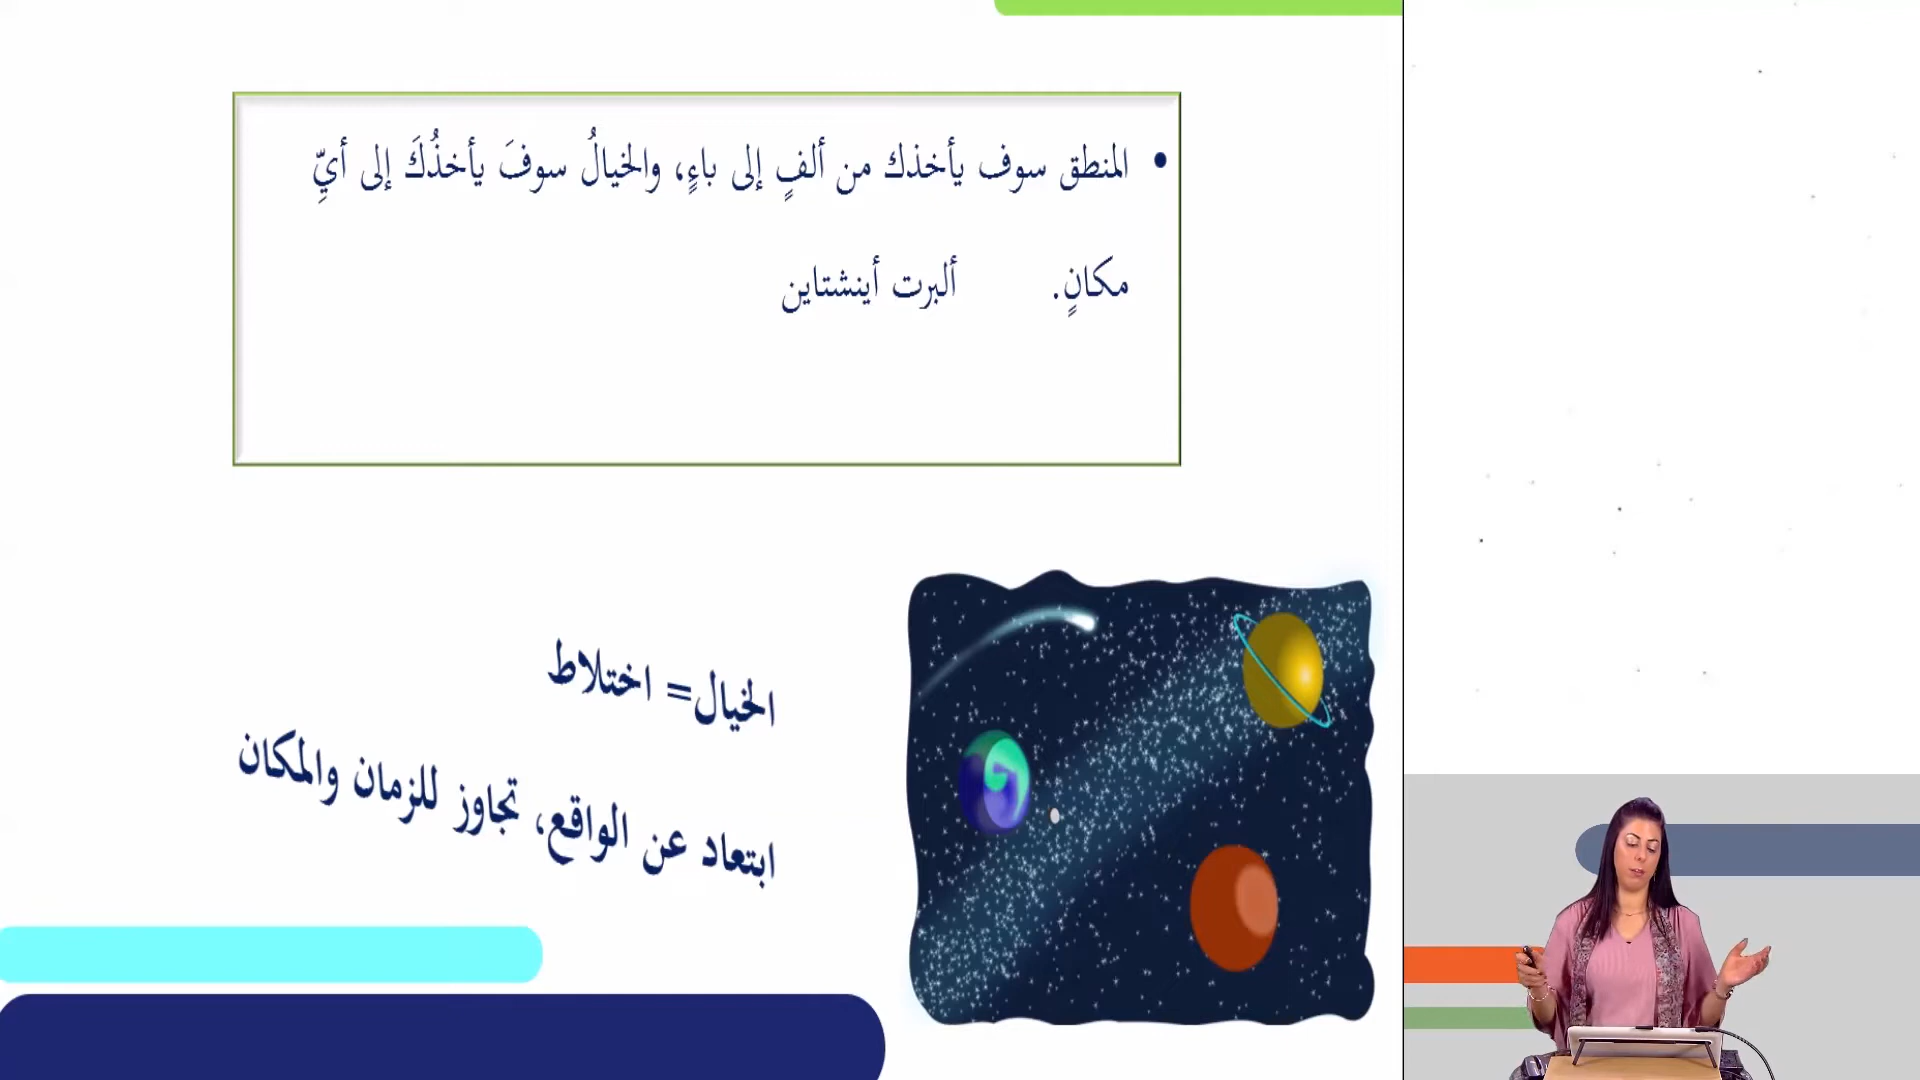 • المنطق سوف يأخذك من ألفٍ إلى باءٍ، والخيالُ سوفَ يأخذُكَ إلى أيِّ
مكانٍ. ألبرت أينشتاين
الخيال= اختلاط
ابتعاد عن الواقع، تجاوز للزمان والمكان